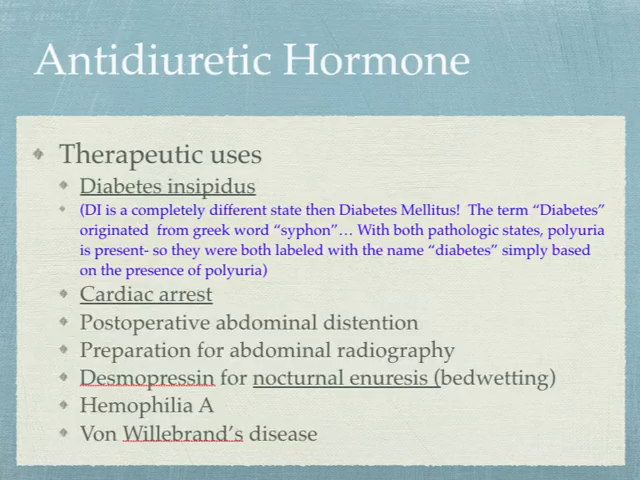 Antidiuretic Hormone
Therapeutic uses
Diabetes insipidus
(DI is a completely different state then Diabetes Mellitus! The term “Diabetes”
originated from greek word “syphon”… With both pathologic states, polyuria
is present- so they were both labeled with the name “diabetes” simply based
on the presence of polyuria)
Cardiac arrest
Postoperative abdominal distention
Preparation for abdominal radiography
Desmopressin for nocturnal enuresis (bedwetting)
Hemophilia A
Von Willebrand’s disease